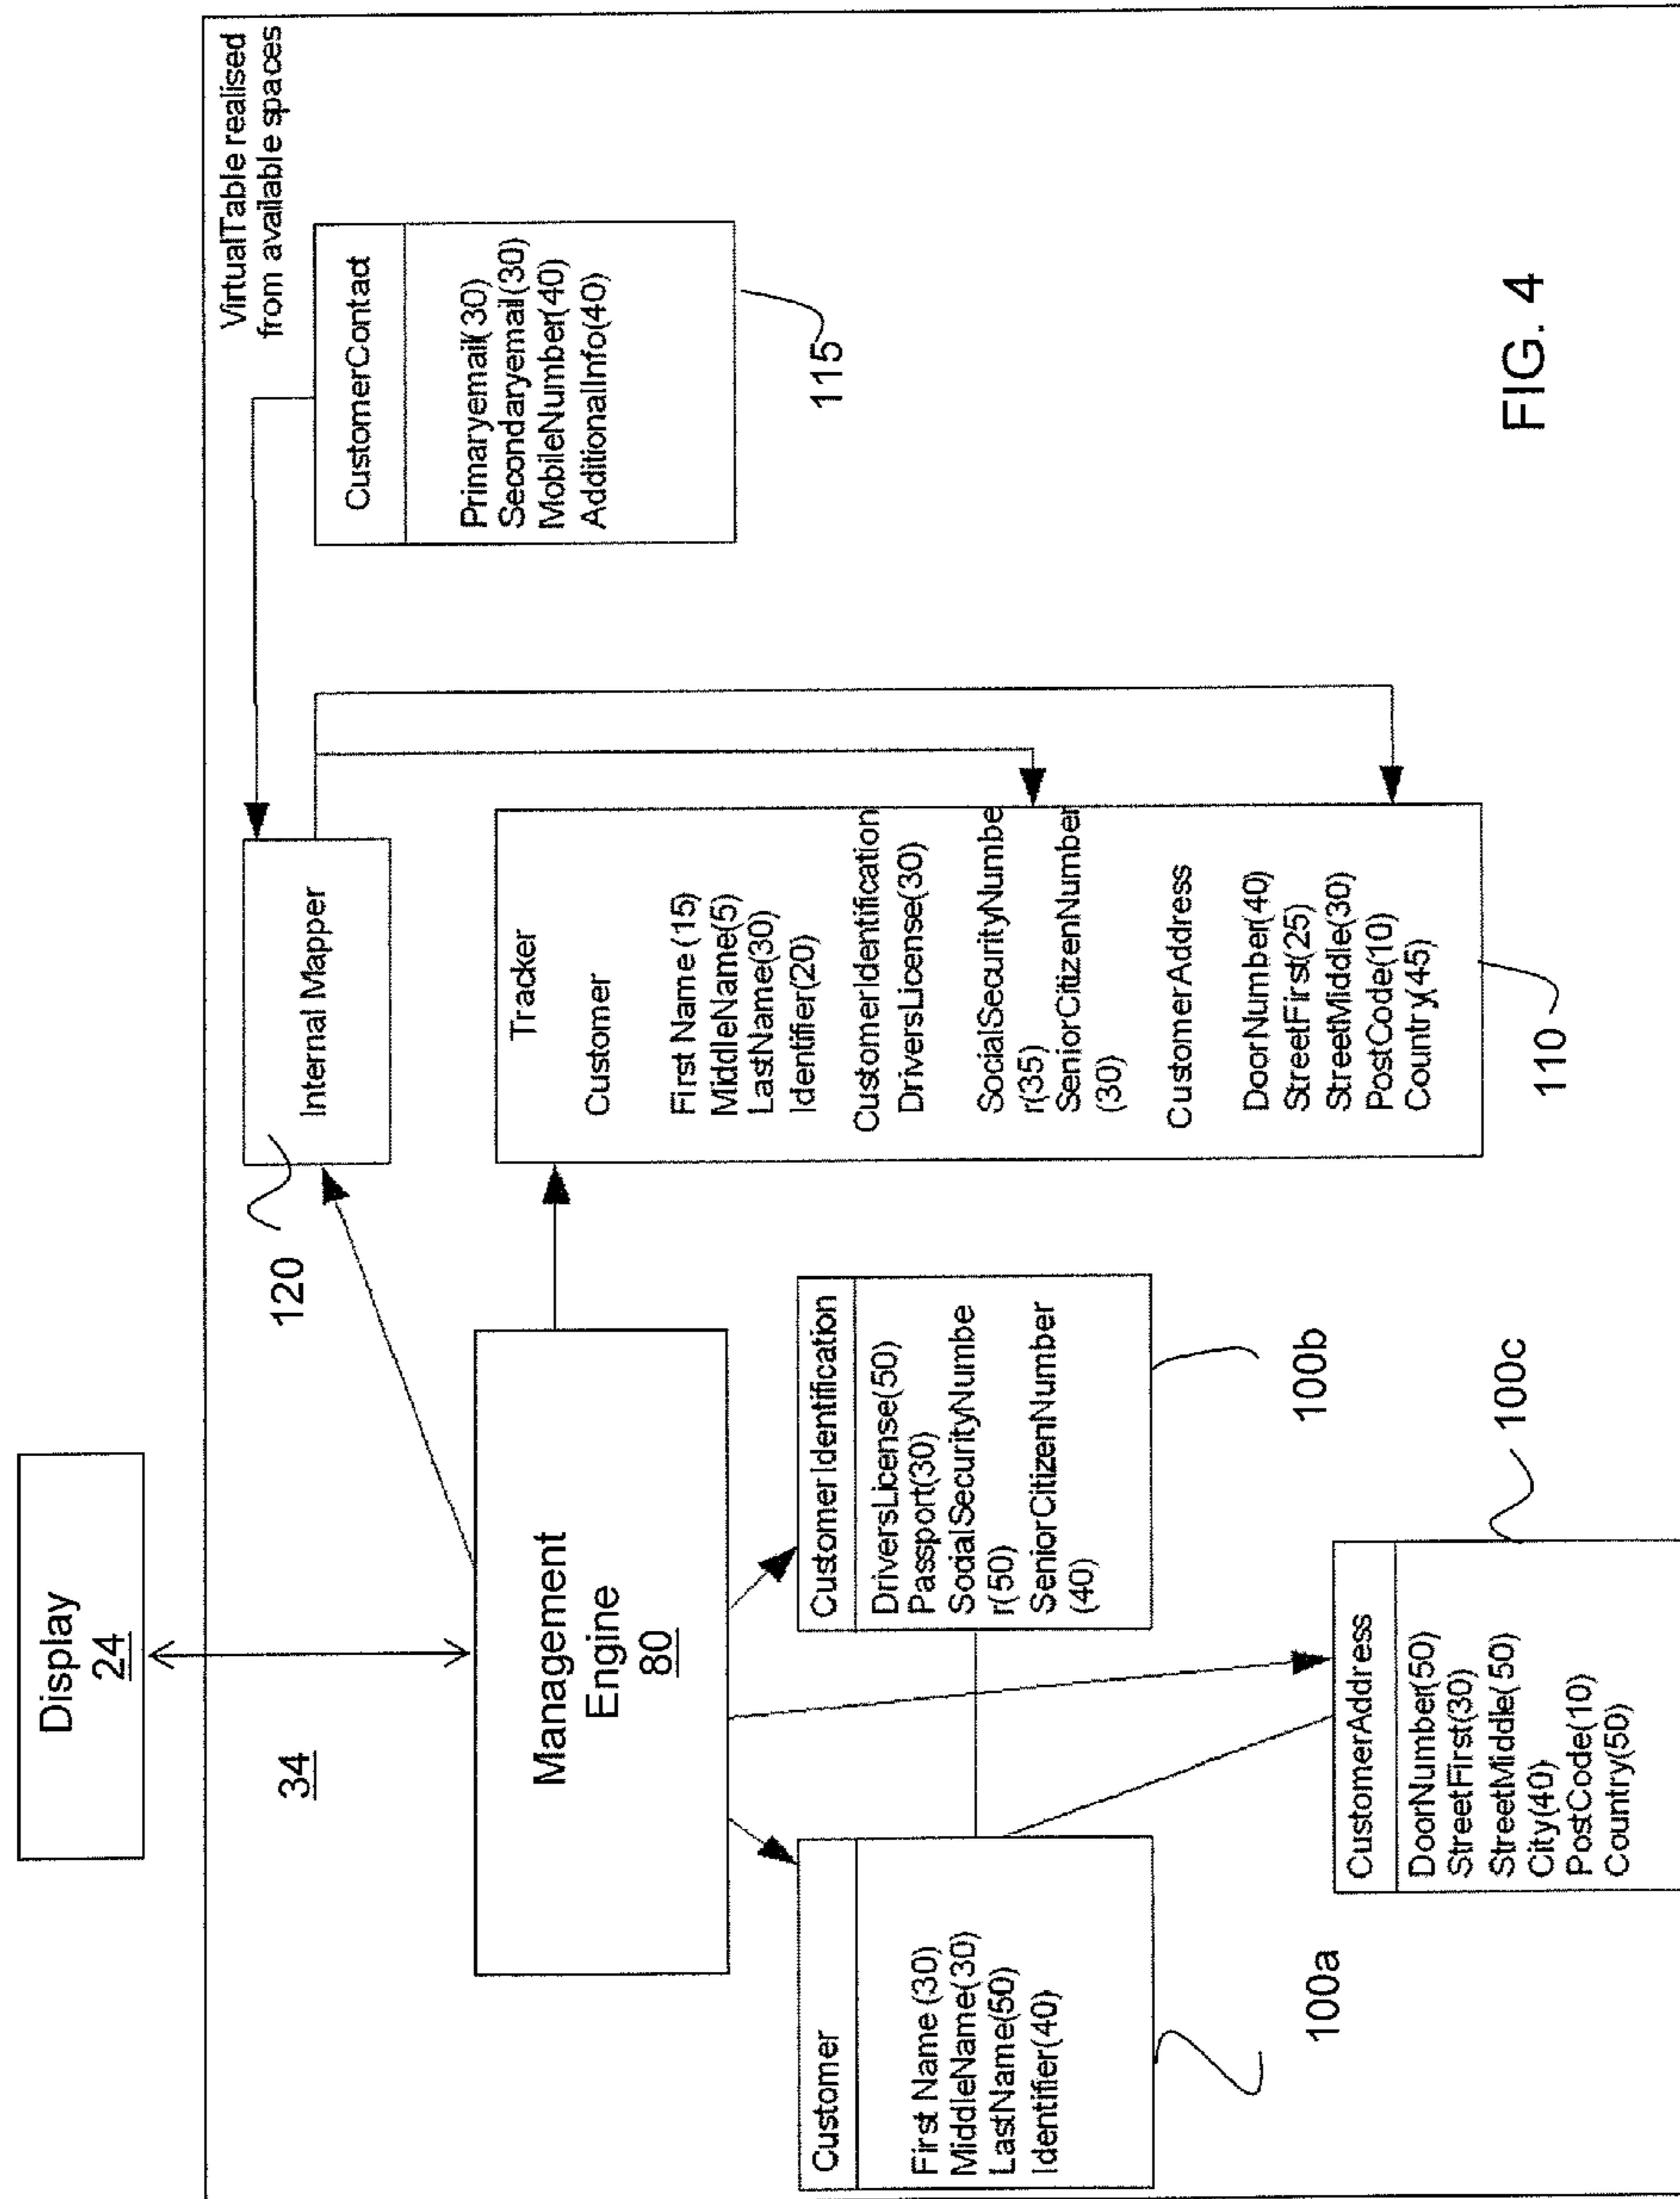 Display
24
34
VirtualTable realised
from available spaces
120
Internal Mapper
CustomerContact
Primaryemail(30)
Secondaryemail(30)
MobileNumber(40)
AdditionalInfo(40)
115
Management
Engine
80
Tracker
Customer
First Name (15)
MiddleName(5)
LastName(30)
Identifier(20)
CustomerIdentification
DriversLicense(30)
SocialSecurityNumbe
r(35)
SeniorCitizenNumber
(30)
CustomerAddress
DoorNumber(40)
StreetFirst(25)
StreetMiddle(30)
PostCode(10)
Country(45)
110
Customer
First Name (30)
MiddleName(30)
LastName(50)
Identifier(40)
100a
CustomerIdentification
DriversLicense(50)
Passport(30)
SocialSecurityNumbe
r(50)
SeniorCitizenNumber
(40)
100b
CustomerAddress
DoorNumber(50)
StreetFirst(30)
StreetMiddle(50)
City(40)
PostCode(10)
Country(50)
100c
FIG. 4